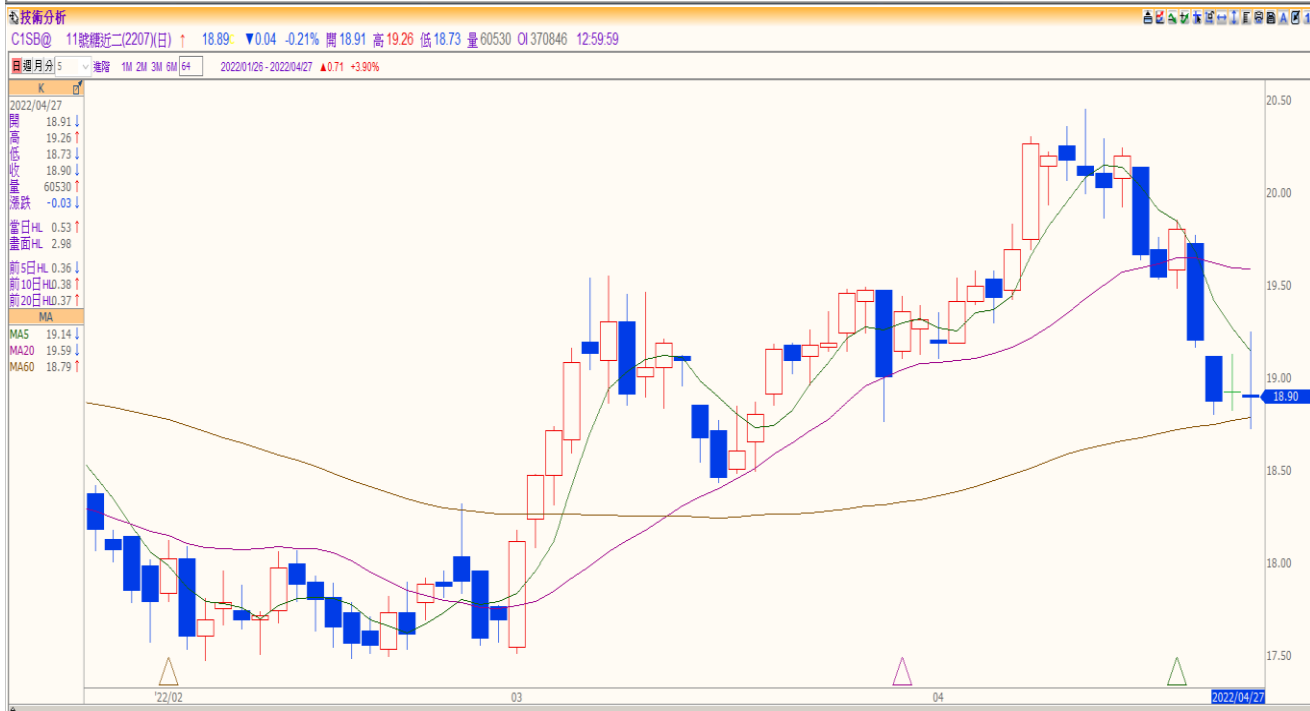 技術分析
C1SB@ 11號糖近二(2207)(日) ↑ 18.89 ▼0.04 -0.21% 開 18.91 高 19.26 低 18.73 量 60530 OI 370846 12:59:59
日 週 月 分 5 進階 1M 2M 3M 6M 64 2022/01/26 - 2022/04/27 ▲0.71 +3.90%
K
2022/04/27
開 18.91↓
高 19.26↑
低 18.73↓
收 18.90↓
量 60530↑
漲跌 -0.03↓
當日HL 0.53↑
畫面HL 2.98
前5日HL 0.36↓
前10日HL 0.38↑
前20日HL 0.37↑
MA
MA5 19.14↓
MA20 19.59↓
MA60 18.79↑
20.50
20.00
19.50
19.00
18.90
18.50
18.00
17.50
'22/02 03 04 2022/04/27